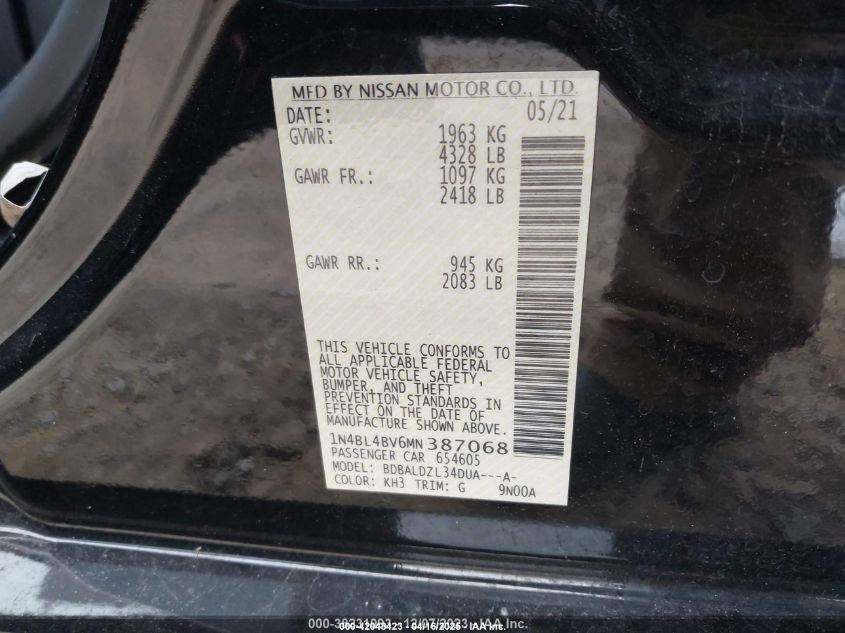 MFD BY NISSAN MOTOR CO., LTD.
DATE: 05/21
GVWR: 1963 KG
4328 LB
GAWR FR.: 1097 KG
2418 LB
GAWR RR.: 945 KG
2083 LB
THIS VEHICLE CONFORMS TO
ALL APPLICABLE FEDERAL
MOTOR VEHICLE SAFETY,
BUMPER, AND THEFT
PREVENTION STANDARDS IN
EFFECT ON THE DATE OF
MANUFACTURE SHOWN ABOVE.
1N4BL4BV6MN387068
PASSENGER CAR 654605
MODEL: BDBALDZL34DUA---A-
COLOR: KH3 TRIM: G 9N00A
IAA Inc.